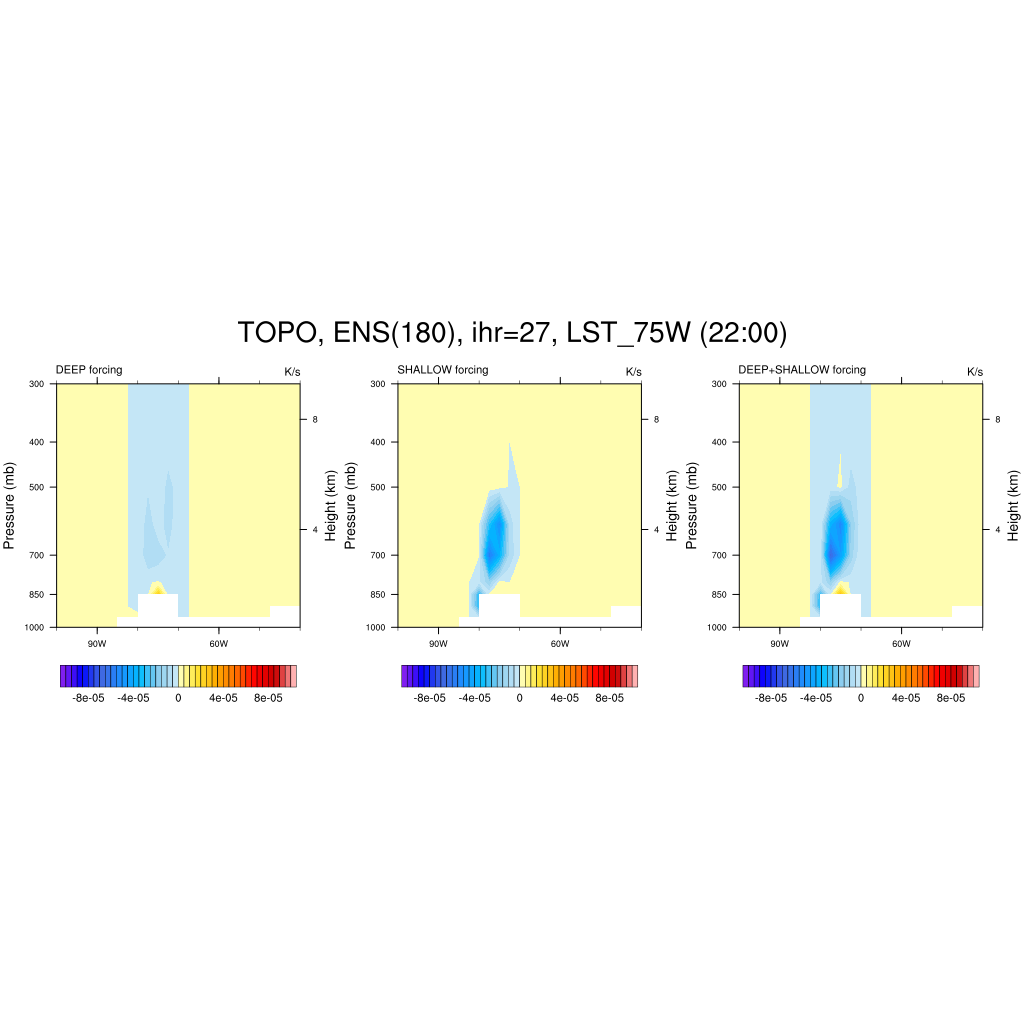 TOPO, ENS(180), ihr=27, LST_75W (22:00)
DEEP forcing K/s
300
400
500
700
850
1000
Pressure (mb)
8
4
Height (km)
90W 60W
-8e-05 -4e-05 0 4e-05 8e-05
SHALLOW forcing K/s
300
400
500
700
850
1000
Pressure (mb)
8
4
Height (km)
90W 60W
-8e-05 -4e-05 0 4e-05 8e-05
DEEP+SHALLOW forcing K/s
300
400
500
700
850
1000
Pressure (mb)
8
4
Height (km)
90W 60W
-8e-05 -4e-05 0 4e-05 8e-05